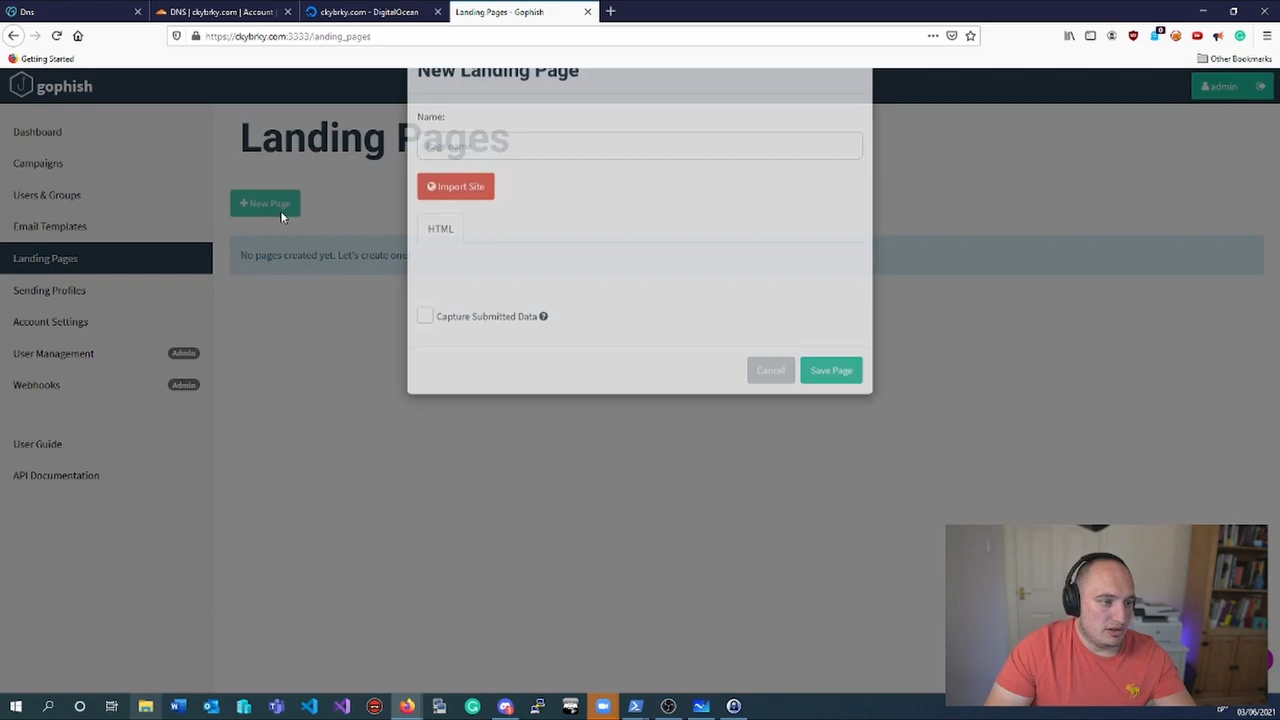 Dns
DNS | ckybrky.com | Account
ckybrky.com - DigitalOcean
Landing Pages - Gophish
https://ckybrky.com:3333/landing_pages
Getting Started
Other Bookmarks
gophish
admin
Dashboard
Campaigns
Users & Groups
Email Templates
Landing Pages
Sending Profiles
Account Settings
User Management
Admin
Webhooks
Admin
User Guide
API Documentation
Landing Pages
New Page
No pages created yet. Let's create one
New Landing Page
Name:
Page name
Import Site
HTML
Capture Submitted Data
Cancel
Save Page
03/06/2021